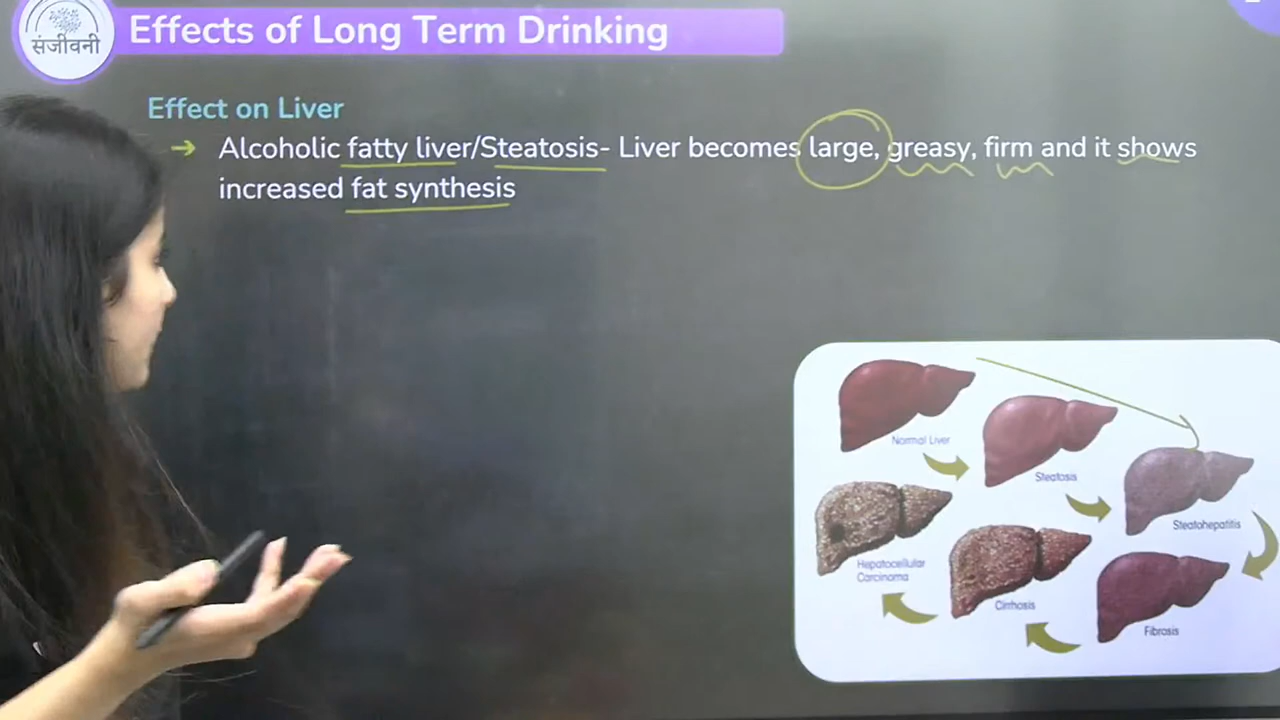 संजीवनी
Effects of Long Term Drinking
Effect on Liver
→ Alcoholic fatty liver/Steatosis- Liver becomes large, greasy, firm and it shows
increased fat synthesis
Normal Liver
Steatosis
Steatohepatitis
Fibrosis
Cirrhosis
Hepatocellular
Carcinoma